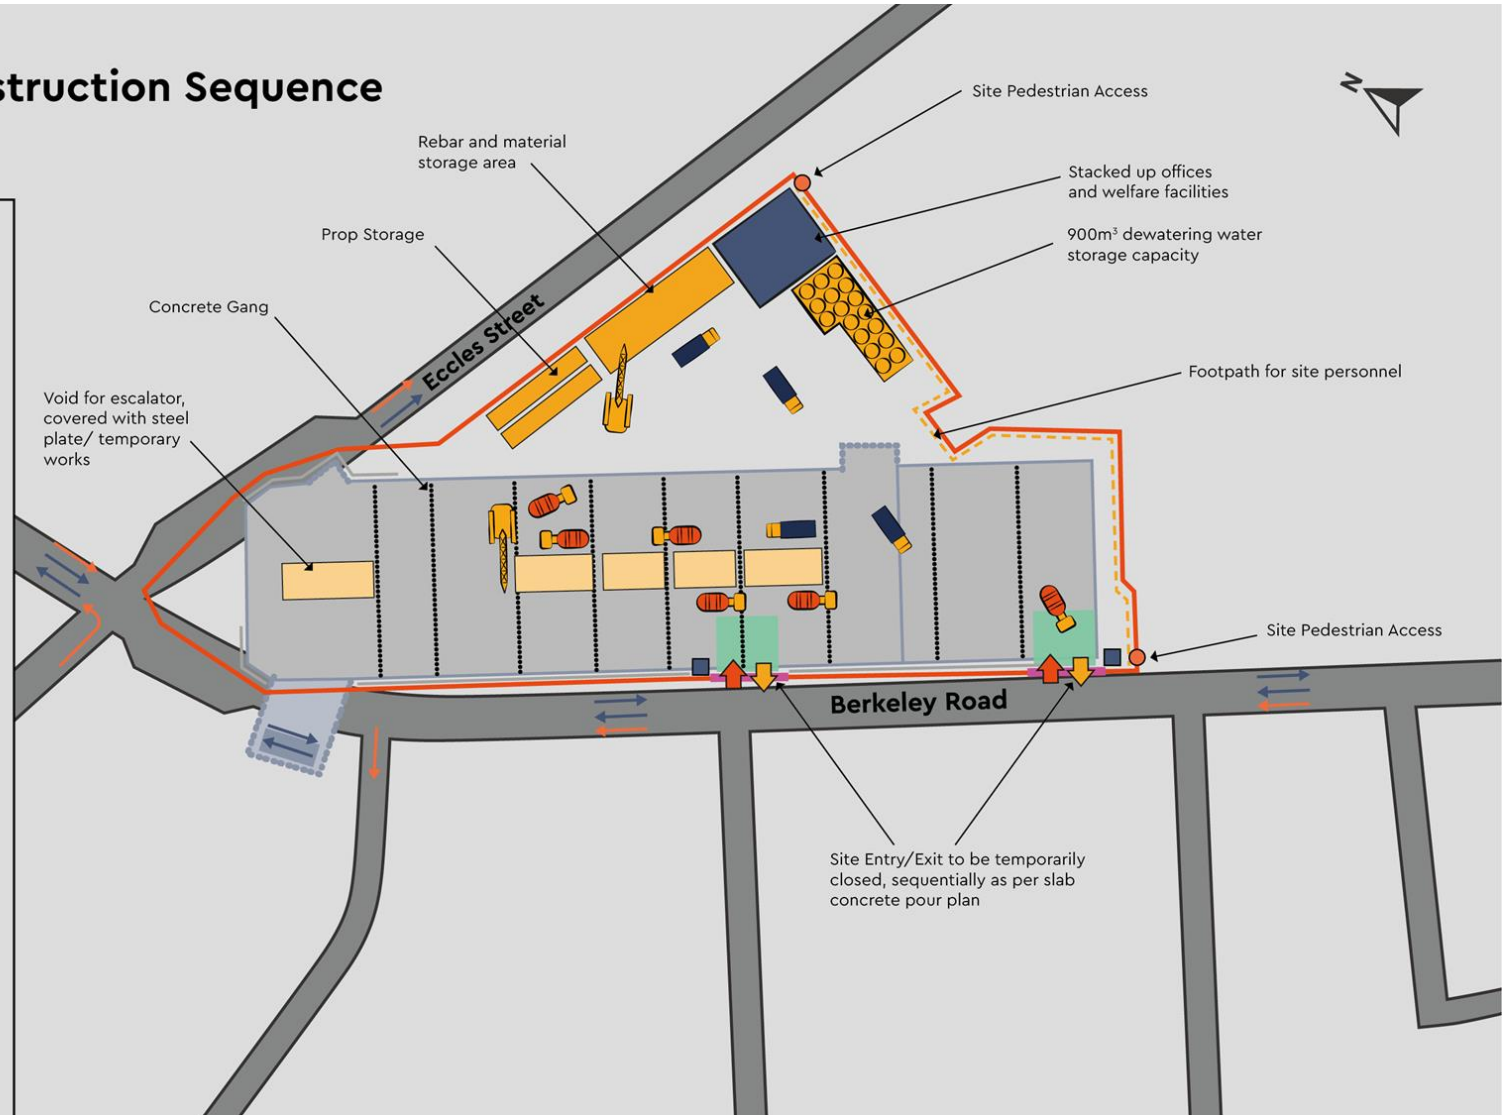 struction Sequence
Site Pedestrian Access
N
Rebar and material
storage area
Stacked up offices
and welfare facilities
Prop Storage
900m³ dewatering water
storage capacity
Concrete Gang
Eccles Street
Footpath for site personnel
Void for escalator,
covered with steel
plate/ temporary
works
Site Pedestrian Access
Berkeley Road
Site Entry/Exit to be temporarily
closed, sequentially as per slab
concrete pour plan